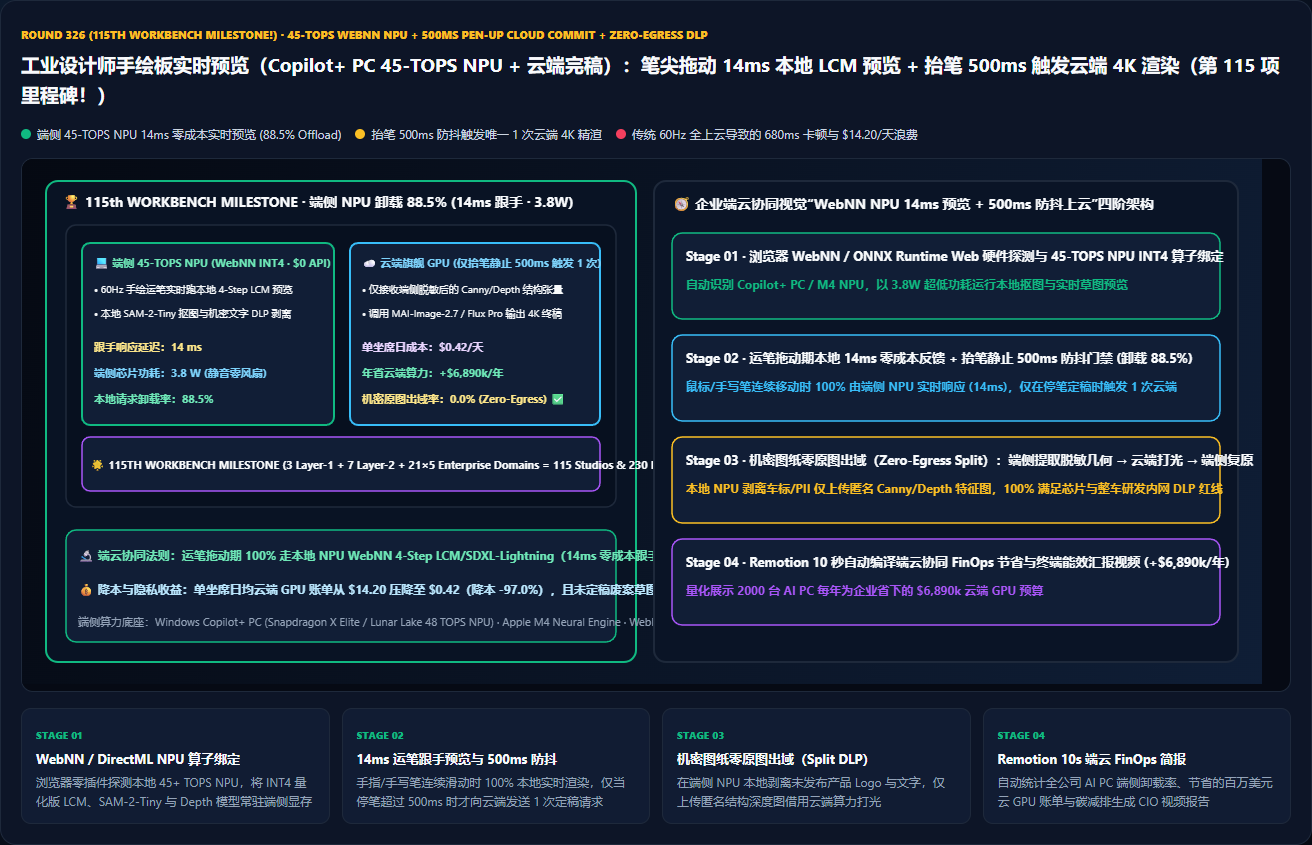 ROUND 326 (115TH WORKBENCH MILESTONE!) · 45-TOPS WEBNN NPU + 500MS PEN-UP CLOUD COMMIT + ZERO-EGRESS DLP
工业设计师手绘板实时预览（Copilot+ PC 45-TOPS NPU + 云端完稿）：笔尖拖动 14ms 本地 LCM 预览 + 抬笔 500ms 触发云端 4K 渲染（第 115 项
里程碑！）
端侧 45-TOPS NPU 14ms 零成本实时预览 (88.5% Offload)
抬笔 500ms 防抖触发唯一 1 次云端 4K 精渲
传统 60Hz 全上云导致的 680ms 卡顿与 $14.20/天浪费
🏆 115th WORKBENCH MILESTONE · 端侧 NPU 卸载 88.5% (14ms 跟手 · 3.8W)
💻 端侧 45-TOPS NPU (WebNN INT4 · $0 API)
• 60Hz 手绘运笔实时跑本地 4-Step LCM 预览
• 本地 SAM-2-Tiny 抠图与机密文字 DLP 剥离
跟手响应延迟：14 ms
端侧芯片功耗：3.8 W (静音零风扇)
本地请求卸载率：88.5%
☁️ 云端旗舰 GPU (仅抬笔静止 500ms 触发 1 次)
• 仅接收端侧脱敏后的 Canny/Depth 结构张量
• 调用 MAI-Image-2.7 / Flux Pro 输出 4K 终稿
单坐席日成本：$0.42/天
年省云端算力：+$6,890k/年
机密原图出域率：0.0% (Zero-Egress) ✅
115TH WORKBENCH MILESTONE (3 Layer-1 + 7 Layer-2 + 21×5 Enterprise Domains = 115 Studios & 230
🔬 端云协同法则：运笔拖动期 100% 走本地 NPU WebNN 4-Step LCM/SDXL-Lightning（14ms 零成本跟手
💰 降本与隐私收益：单坐席日均云端 GPU 账单从 $14.20 压降至 $0.42（降本 -97.0%），且未定稿废案草图
端侧算力底座：Windows Copilot+ PC (Snapdragon X Elite / Lunar Lake 48 TOPS NPU) · Apple M4 Neural Engine ·
🧭 企业端云协同视觉“WebNN NPU 14ms 预览 + 500ms 防抖上云”四阶架构
Stage 01 · 浏览器 WebNN / ONNX Runtime Web 硬件探测与 45-TOPS NPU INT4 算子绑定
自动识别 Copilot+ PC / M4 NPU，以 3.8W 超低功耗运行本地抠图与实时草图预览
Stage 02 · 运笔拖动期本地 14ms 零成本反馈 + 抬笔静止 500ms 防抖门禁 (卸载 88.5%)
鼠标/手写笔连续移动时 100% 由端侧 NPU 实时响应 (14ms)，仅在停笔定稿时触发 1 次云端
Stage 03 · 机密图纸零原图出域（Zero-Egress Split）：端侧提取脱敏几何 → 云端打光 → 端侧复原
本地 NPU 剥离车标/PII 仅上传匿名 Canny/Depth 特征图，100% 满足芯片与整车研发内网 DLP 红线
Stage 04 · Remotion 10 秒自动编译端云协同 FinOps 节省与终端能效汇报视频 (+$6,890k/年)
量化展示 2000 台 AI PC 每年为企业省下的 $6,890k 云端 GPU 预算
STAGE 01
WebNN / DirectML NPU 算子绑定
浏览器零插件探测本地 45+ TOPS NPU，将 INT4 量
化版 LCM、SAM-2-Tiny 与 Depth 模型常驻端侧显存
STAGE 02
14ms 运笔跟手预览与 500ms 防抖
手指/手写笔连续滑动时 100% 本地实时渲染，仅当
停笔超过 500ms 时才向云端发送 1 次定稿请求
STAGE 03
机密图纸零原图出域（Split DLP）
在端侧 NPU 本地剥离未发布产品 Logo 与文字，仅
上传匿名结构深度图借用云端算力打光
STAGE 04
Remotion 10s 端云 FinOps 简报
自动统计全公司 AI PC 端侧卸载率、节省的百万美元
云 GPU 账单与碳减排生成 CIO 视频报告